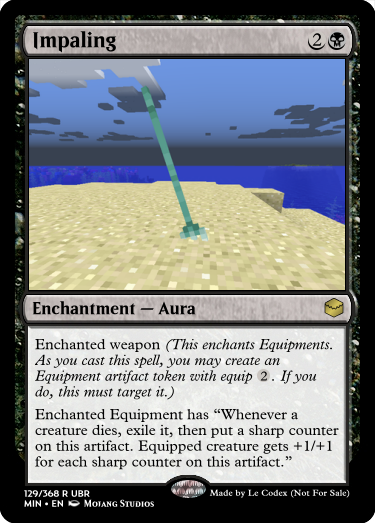 Impaling 2
Enchantment — Aura
Enchanted weapon (This enchants Equipments.
As you cast this spell, you may create an
Equipment artifact token with equip 2 . If you
do, this must target it.)
Enchanted Equipment has “Whenever a
creature dies, exile it, then put a sharp counter
on this artifact. Equipped creature gets +1/+1
for each sharp counter on this artifact.”
129/368 R UBR
MIN • EN Mojang Studios
Made by Le Codex (Not For Sale)